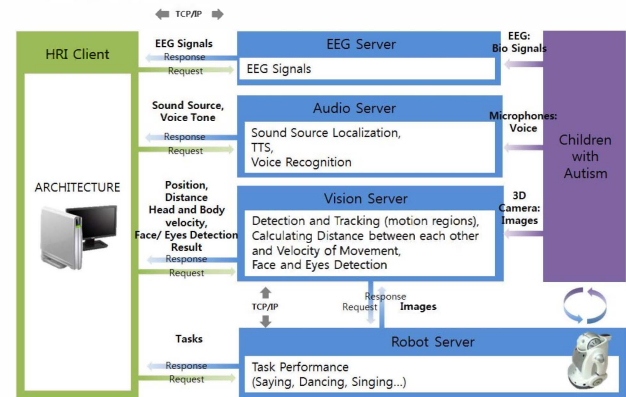 TCP/IP
HRI Client
ARCHITECTURE
EEG Signals
Response
Request
EEG Server
EEG Signals
EEG:
Bio Signals
Sound Source,
Voice Tone
Response
Request
Audio Server
Sound Source Localization,
TTS,
Voice Recognition
Microphones:
Voice
Children
with
Autism
Position,
Distance
Head and Body
velocity,
Face/ Eyes Detection
Result
Response
Request
Vision Server
Detection and Tracking (motion regions),
Calculating Distance between each other
and Velocity of Movement,
Face and Eyes Detection
3D
Camera:
Images
TCP/IP
Response
Request
Images
Tasks
Response
Request
Robot Server
Task Performance
(Saying, Dancing, Singing...)